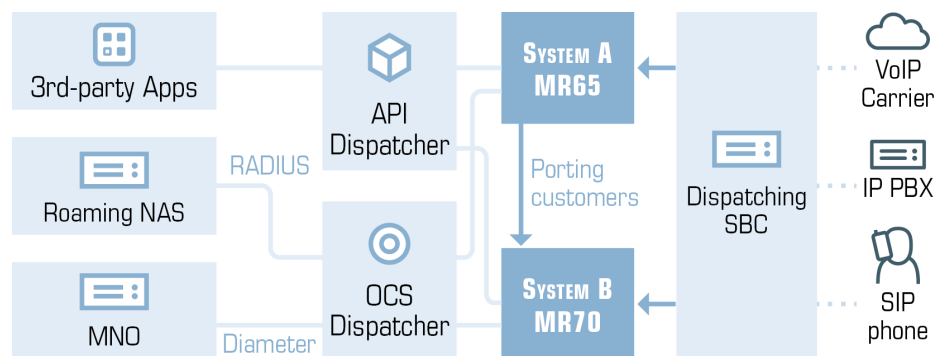 3rd-party Apps
Roaming NAS
MNO
RADIUS
Diameter
API
Dispatcher
OCS
Dispatcher
System A
MR65
Porting
customers
System B
MR70
Dispatching
SBC
VoIP
Carrier
IP PBX
SIP
phone